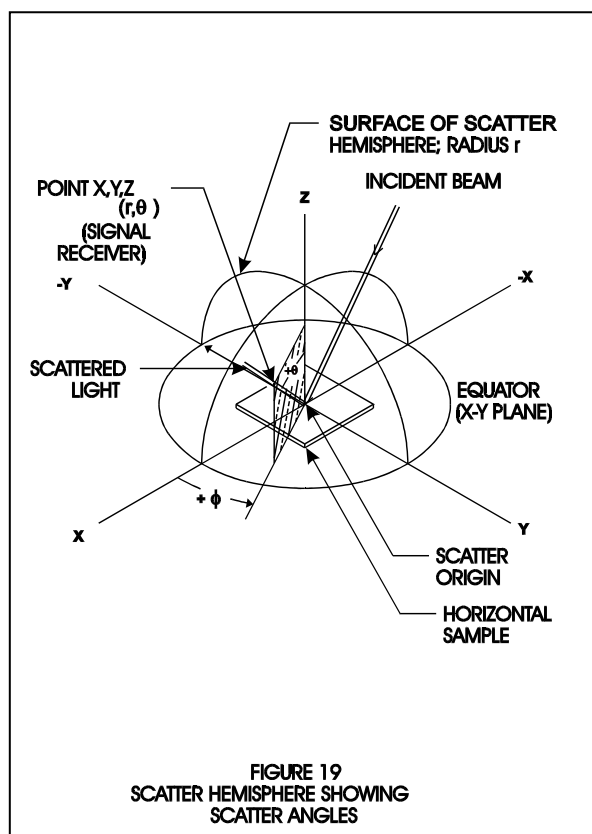 SURFACE OF SCATTER
HEMISPHERE; RADIUS r
POINT X,Y,Z
(r,θ )
(SIGNAL
RECEIVER)
INCIDENT BEAM
Z
-Y
-X
+θ
SCATTERED
LIGHT
EQUATOR
(X-Y PLANE)
+ ϕ
X
Y
SCATTER
ORIGIN
HORIZONTAL
SAMPLE
FIGURE 19
SCATTER HEMISPHERE SHOWING
SCATTER ANGLES